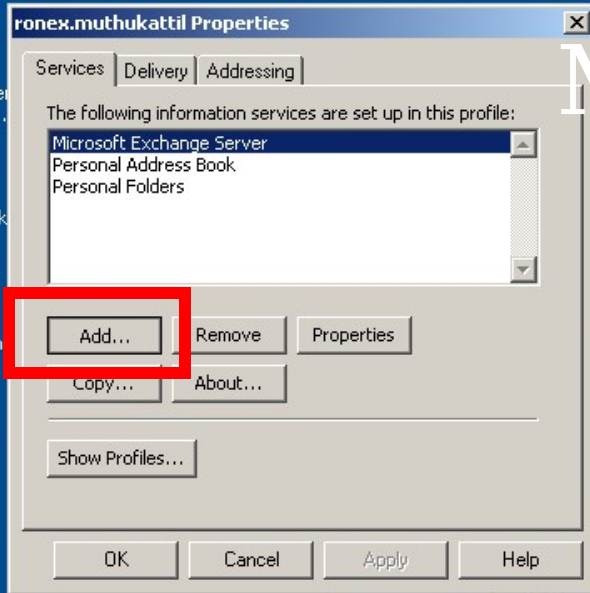 ronex.muthukattil Properties
Services Delivery Addressing
The following information services are set up in this profile:
Microsoft Exchange Server
Personal Address Book
Personal Folders
Add... Remove Properties
Copy... About...
Show Profiles...
OK Cancel Apply Help